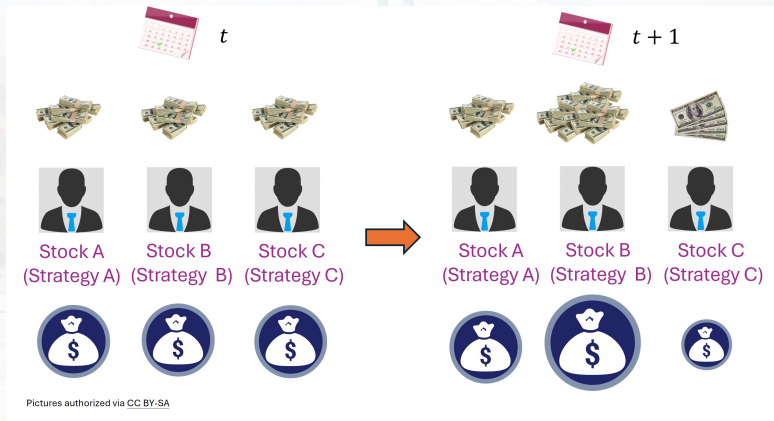 t
t + 1
Stock A
(Strategy A)
Stock B
(Strategy B)
Stock C
(Strategy C)
Stock A
(Strategy A)
Stock B
(Strategy B)
Stock C
(Strategy C)
$
$
$
$
$
$
Pictures authorized via CC BY-SA